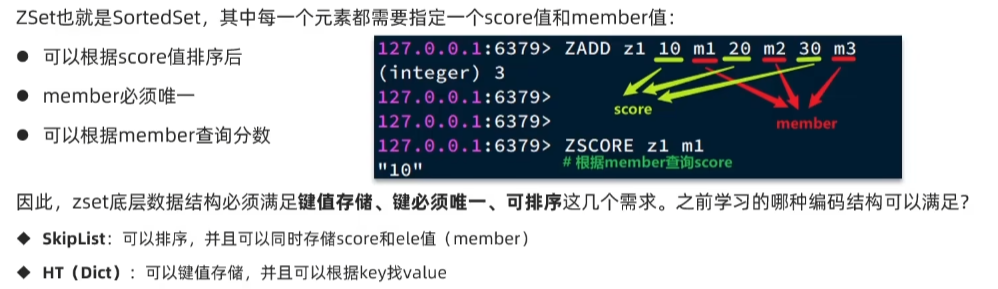 ZSet也就是SortedSet，其中每一个元素都需要指定一个score值和member值：
● 可以根据score值排序后
● member必须唯一
● 可以根据member查询分数
127.0.0.1:6379> ZADD z1 10 m1 20 m2 30 m3
(integer) 3
127.0.0.1:6379>
score
127.0.0.1:6379>
member
127.0.0.1:6379> ZSCORE z1 m1
"10"
# 根据member查询score
因此，zset底层数据结构必须满足键值存储、键必须唯一、可排序这几个需求。之前学习的哪种编码结构可以满足？
◆ SkipList：可以排序，并且可以同时存储score和ele值（member）
◆ HT（Dict）：可以键值存储，并且可以根据key找value